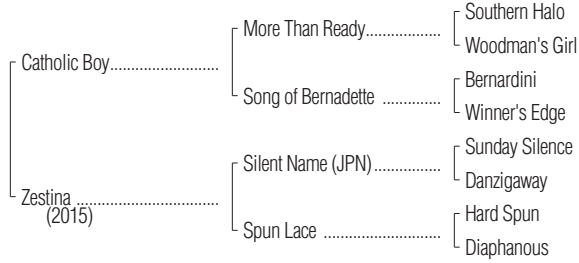 Southern Halo
More Than Ready....................
Woodman's Girl
Catholic Boy.............................
Bernardini
Song of Bernadette ................
Winner's Edge
Sunday Silence
Silent Name (JPN)..................
Danzigaway
Zestina ......................................
(2015)
Hard Spun
Spun Lace ...............................
Diaphanous